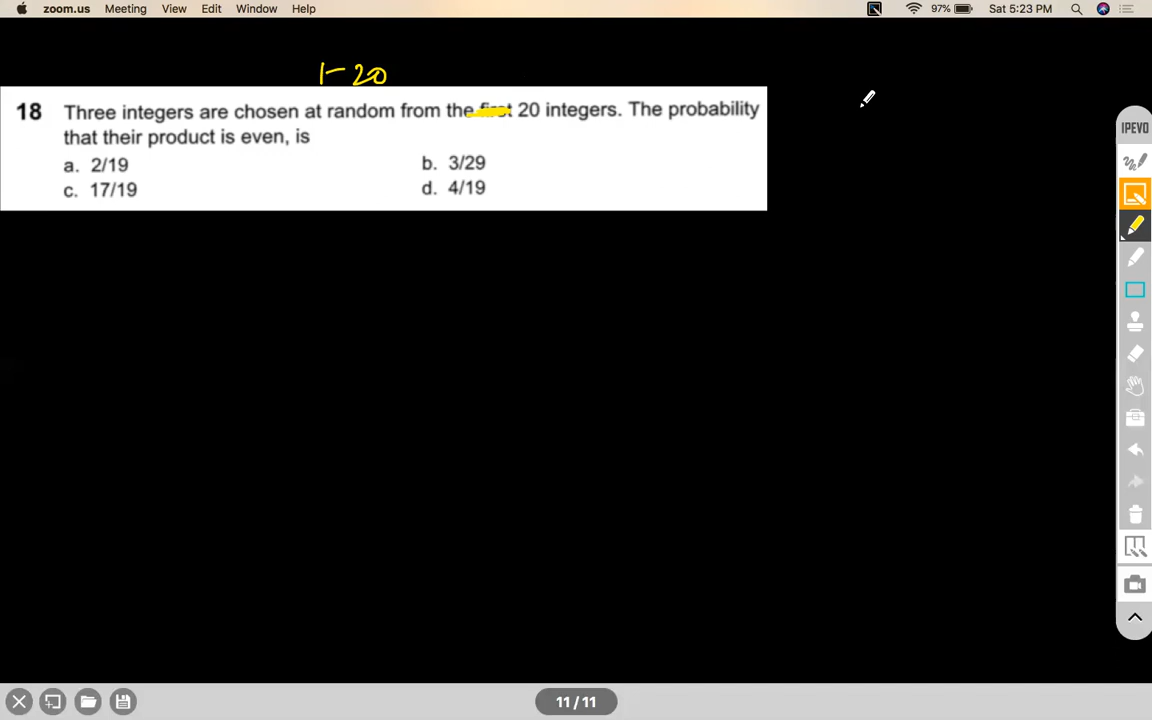 zoom.us Meeting View Edit Window Help 97% Sat 5:23 PM
1-20
18 Three integers are chosen at random from the first 20 integers. The probability
that their product is even, is
a. 2/19 b. 3/29
c. 17/19 d. 4/19
IPEVO
11/11